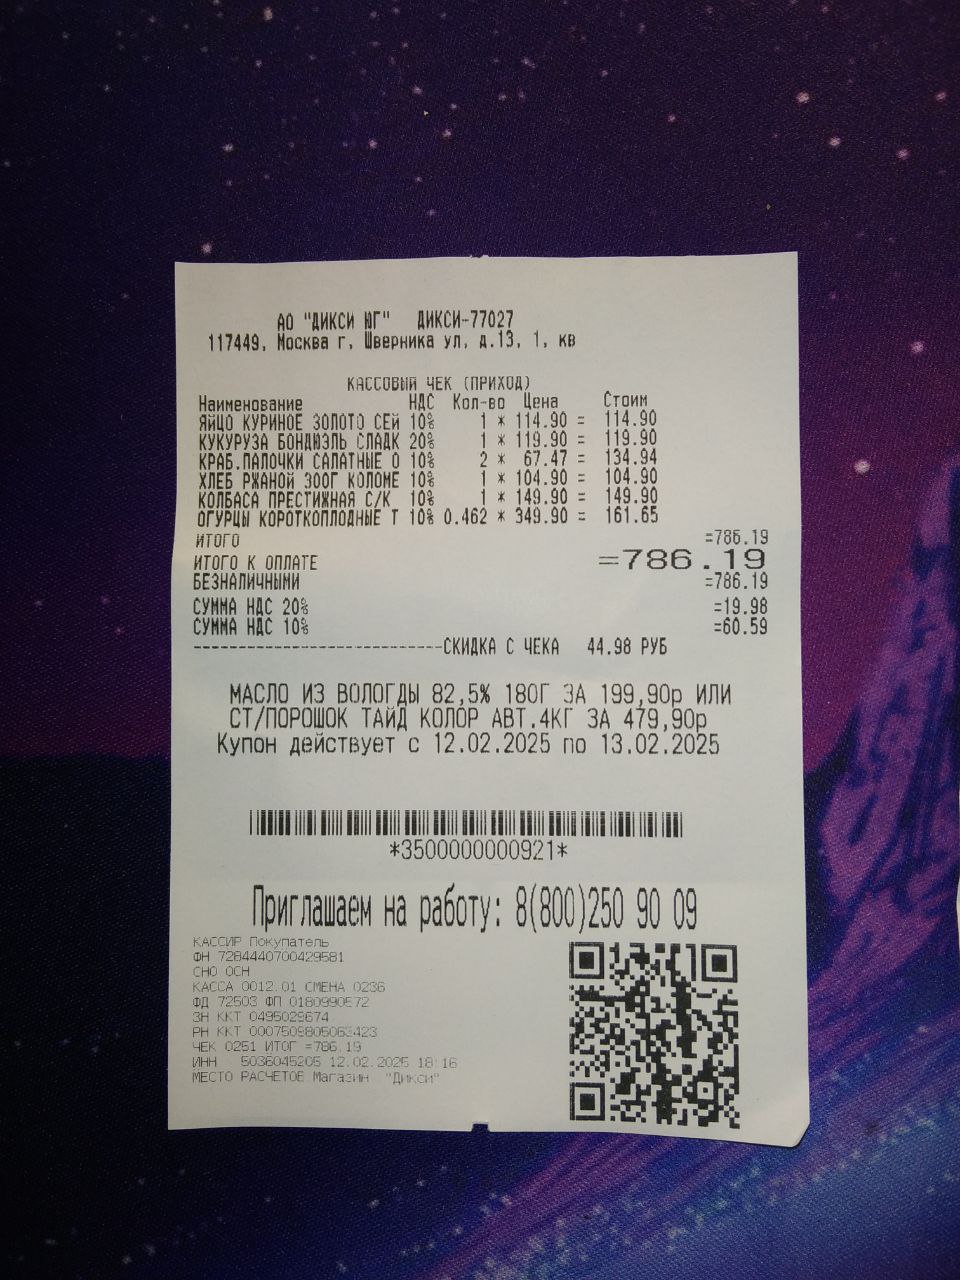 АО "ДИКСИ ЮГ" ДИКСИ-77027
117449, Москва г, Шверника ул, д.13, 1, кв
КАССОВЫЙ ЧЕК (ПРИХОД)
Наименование НДС Кол-во Цена Стоим
ЯЙЦО КУРИНОЕ ЗОЛОТО СЕЙ 10% 1 * 114.90 = 114.90
КУКУРУЗА БОНДЮЭЛЬ СЛАДК 20% 1 * 119.90 = 119.90
КРАБ.ПАЛОЧКИ САЛАТНЫЕ О 10% 2 * 67.47 = 134.94
ХЛЕБ РЖАНОЙ 300Г КОЛОМЕ 10% 1 * 104.90 = 104.90
КОЛБАСА ПРЕСТИЖНАЯ С/К 10% 1 * 149.90 = 149.90
ОГУРЦЫ КОРОТКОПЛОДНЫЕ Т 10% 0.462 * 349.90 = 161.65
ИТОГО =786.19
ИТОГО К ОПЛАТЕ =786.19
БЕЗНАЛИЧНЫМИ =786.19
СУММА НДС 20% =19.98
СУММА НДС 10% =60.59
----------------------------СКИДКА С ЧЕКА 44.98 РУБ
МАСЛО ИЗ ВОЛОГДЫ 82,5% 180Г ЗА 199,90р ИЛИ
СТ/ПОРОШОК ТАЙД КОЛОР АВТ.4КГ ЗА 479,90р
Купон действует с 12.02.2025 по 13.02.2025
*3500000000921*
Приглашаем на работу: 8(800)250 90 09
КАССИР Покупатель
ФН 7284440700429581
СНО ОСН
КАССА 0012.01 СМЕНА 0236
ФД 72503 ФП 0180990572
ЗН ККТ 0495029674
РН ККТ 0007509805063423
ЧЕК 0251 ИТОГ =786.19
ИНН 5036045205 12.02.2025 18:16
МЕСТО РАСЧЕТОВ Магазин "Дикси"